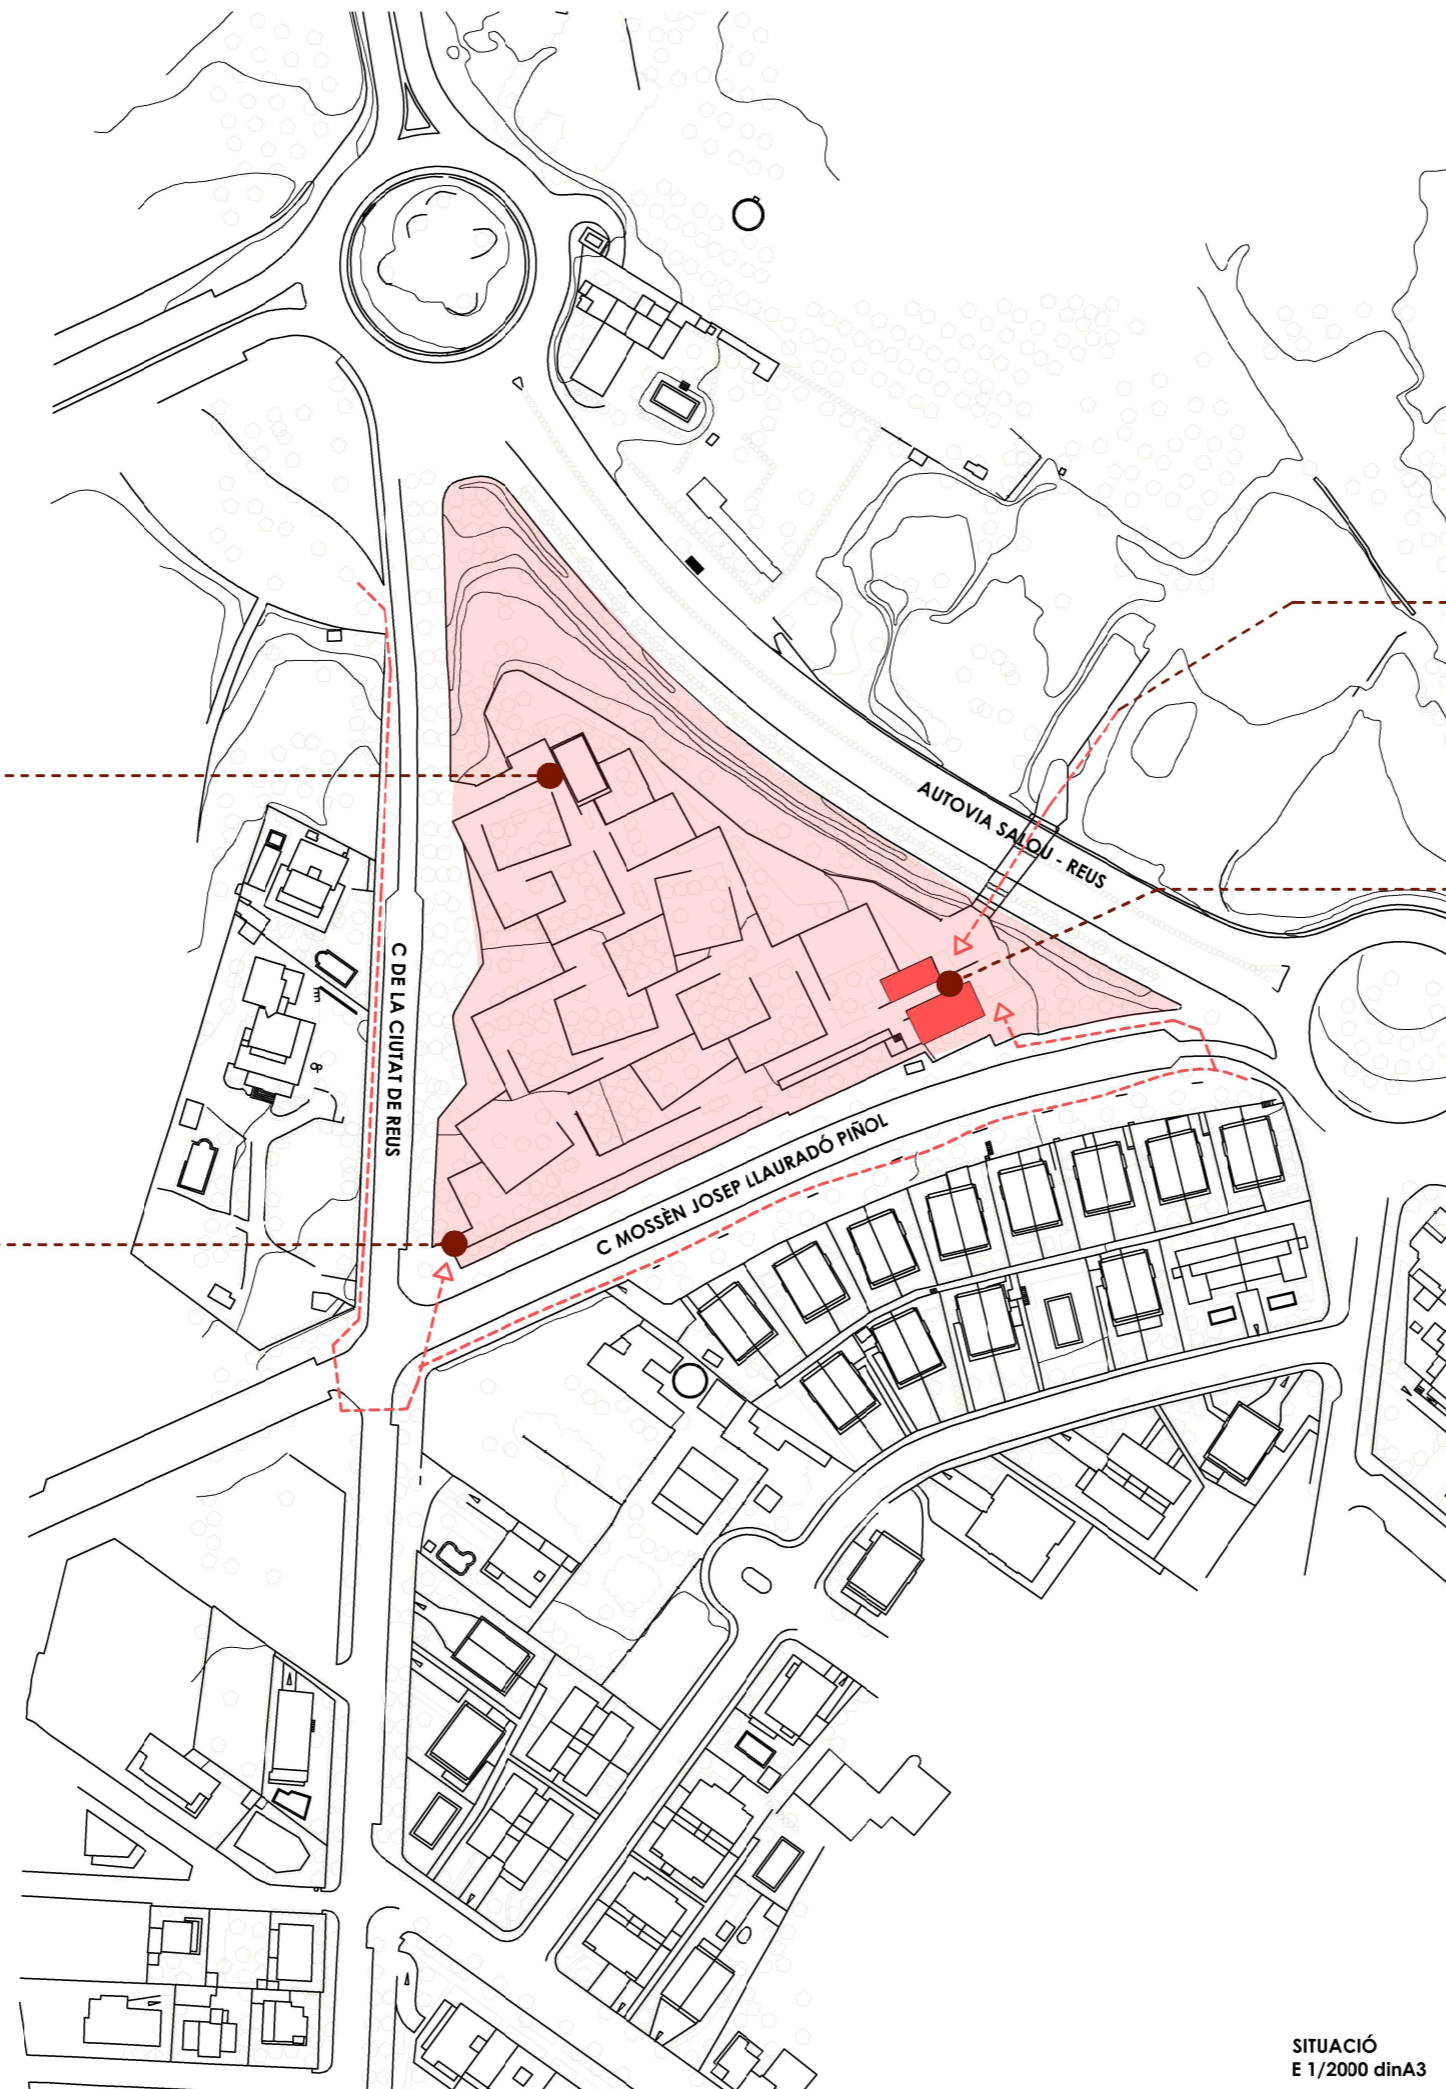 AUTOVIA SALOU - REUS
C DE LA CIUTAT DE REUS
C MOSSÈN JOSEP LLAURADÓ PIÑOL
SITUACIÓ
E 1/2000 dinA3